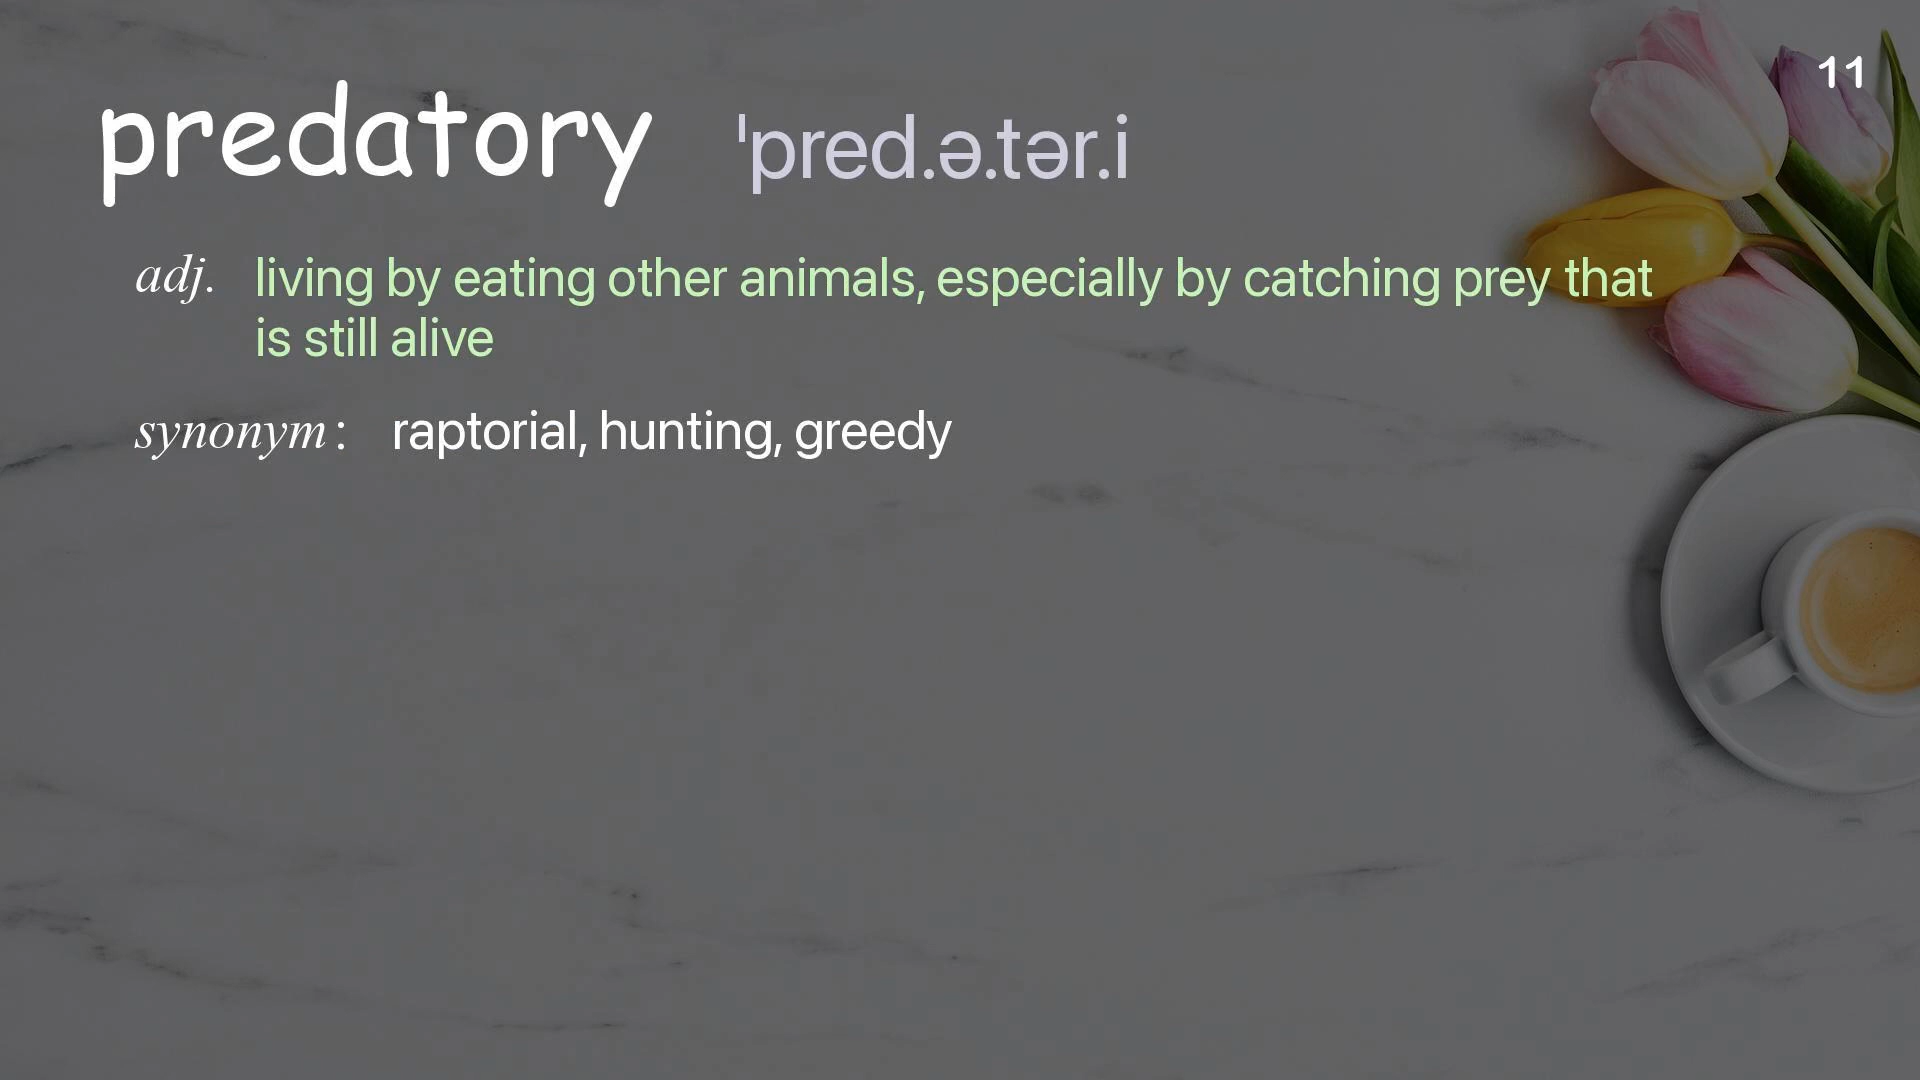 11
predatory ˈpred.ə.tər.i
adj. living by eating other animals, especially by catching prey that
is still alive
synonym: raptorial, hunting, greedy